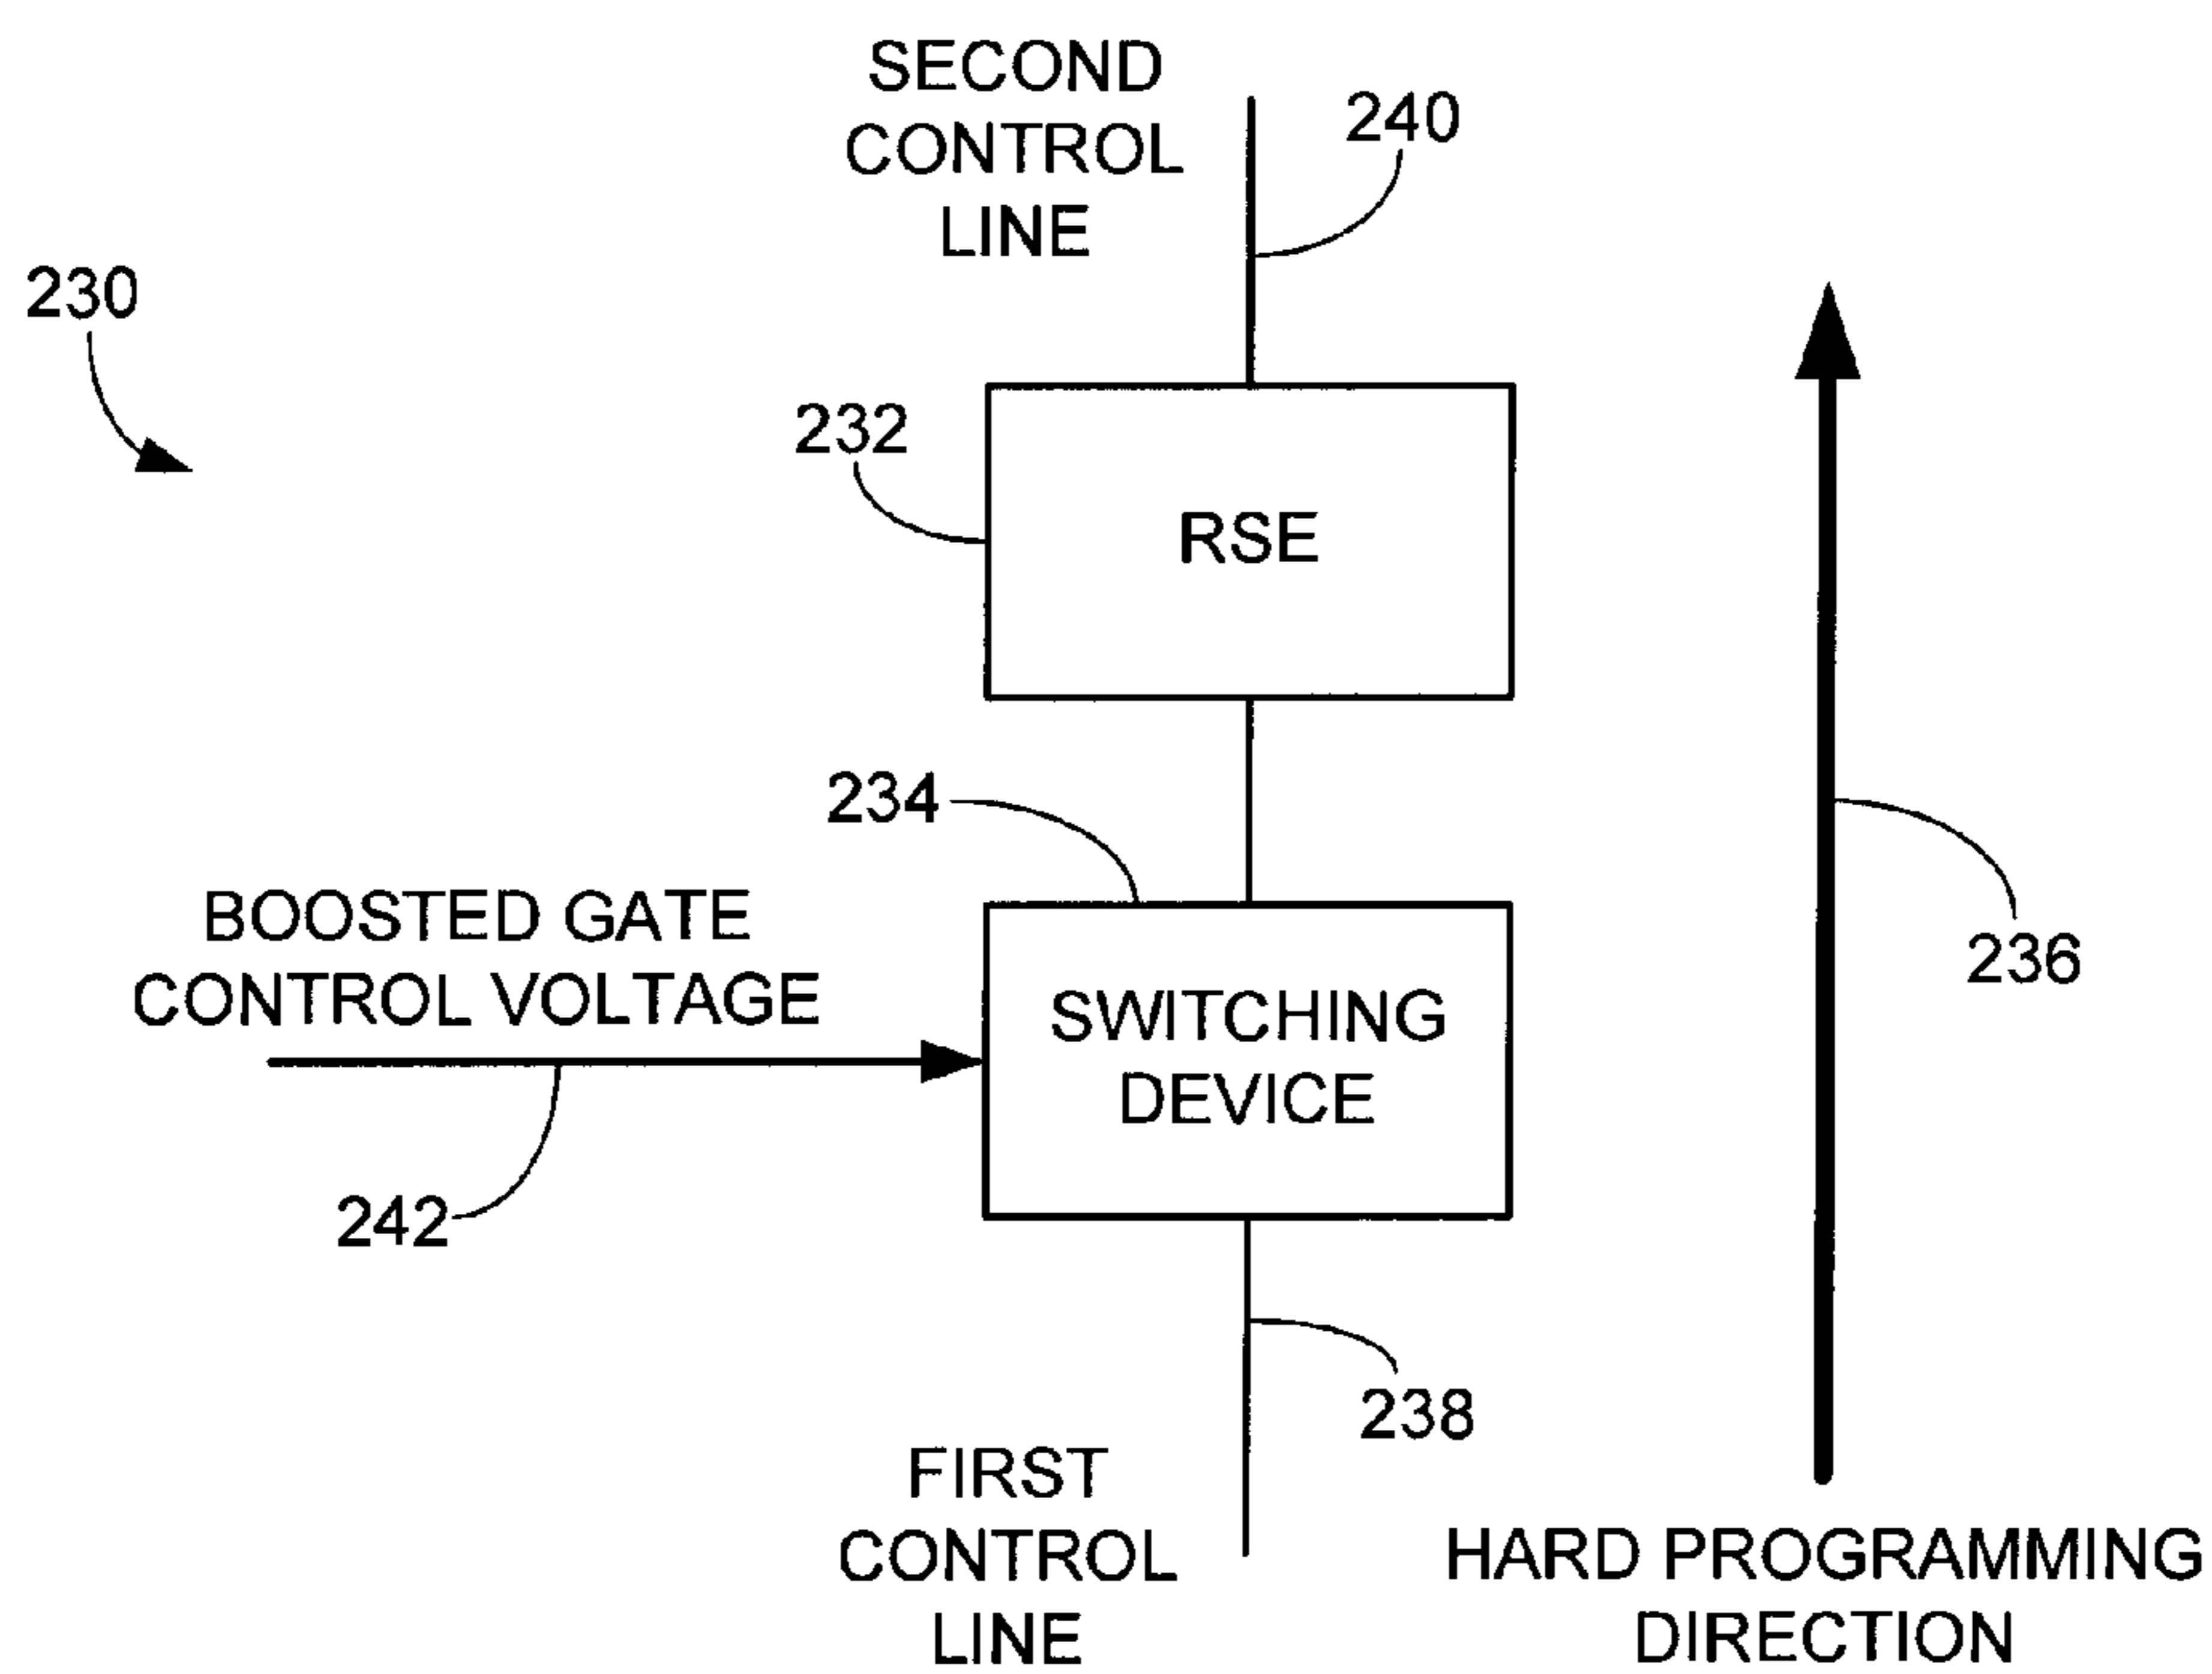 SECOND
CONTROL
LINE
240
230
232
RSE
234
BOOSTED GATE
CONTROL VOLTAGE
SWITCHING
DEVICE
236
242
238
FIRST
CONTROL
LINE
HARD PROGRAMMING
DIRECTION